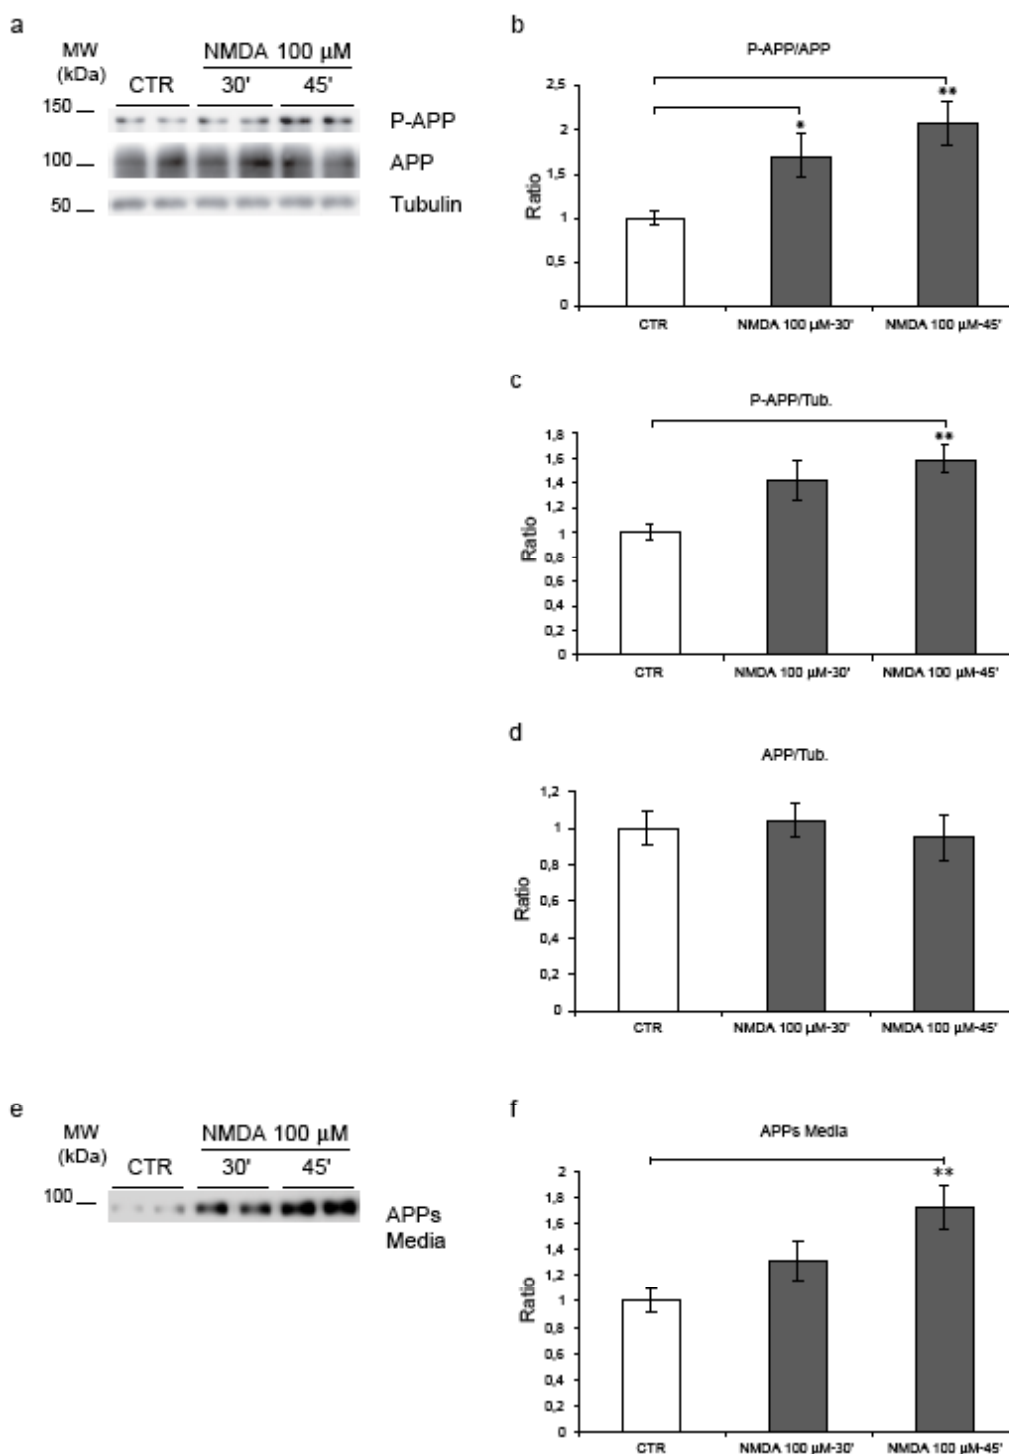 a
MW
(kDa)
NMDA 100 µM
CTR
30'
45'
150
P-APP
100
APP
50
Tubulin
b
P-APP/APP
2,5
2
1,5
1
0,5
0
Ratio
*
**
CTR
NMDA 100 µM-30'
NMDA 100 µM-45'
c
P-APP/Tub.
1,8
1,6
1,4
1,2
1
0,8
0,6
0,4
0,2
0
Ratio
**
CTR
NMDA 100 µM-30'
NMDA 100 µM-45'
d
APP/Tub.
1,2
1
0,8
0,6
0,4
0,2
0
Ratio
CTR
NMDA 100 µM-30'
NMDA 100 µM-45'
e
MW
(kDa)
NMDA 100 µM
CTR
30'
45'
100
APPs
Media
f
APPs Media
2
1,8
1,6
1,4
1,2
1
0,8
0,6
0,4
0,2
0
Ratio
**
CTR
NMDA 100 µM-30'
NMDA 100 µM-45'